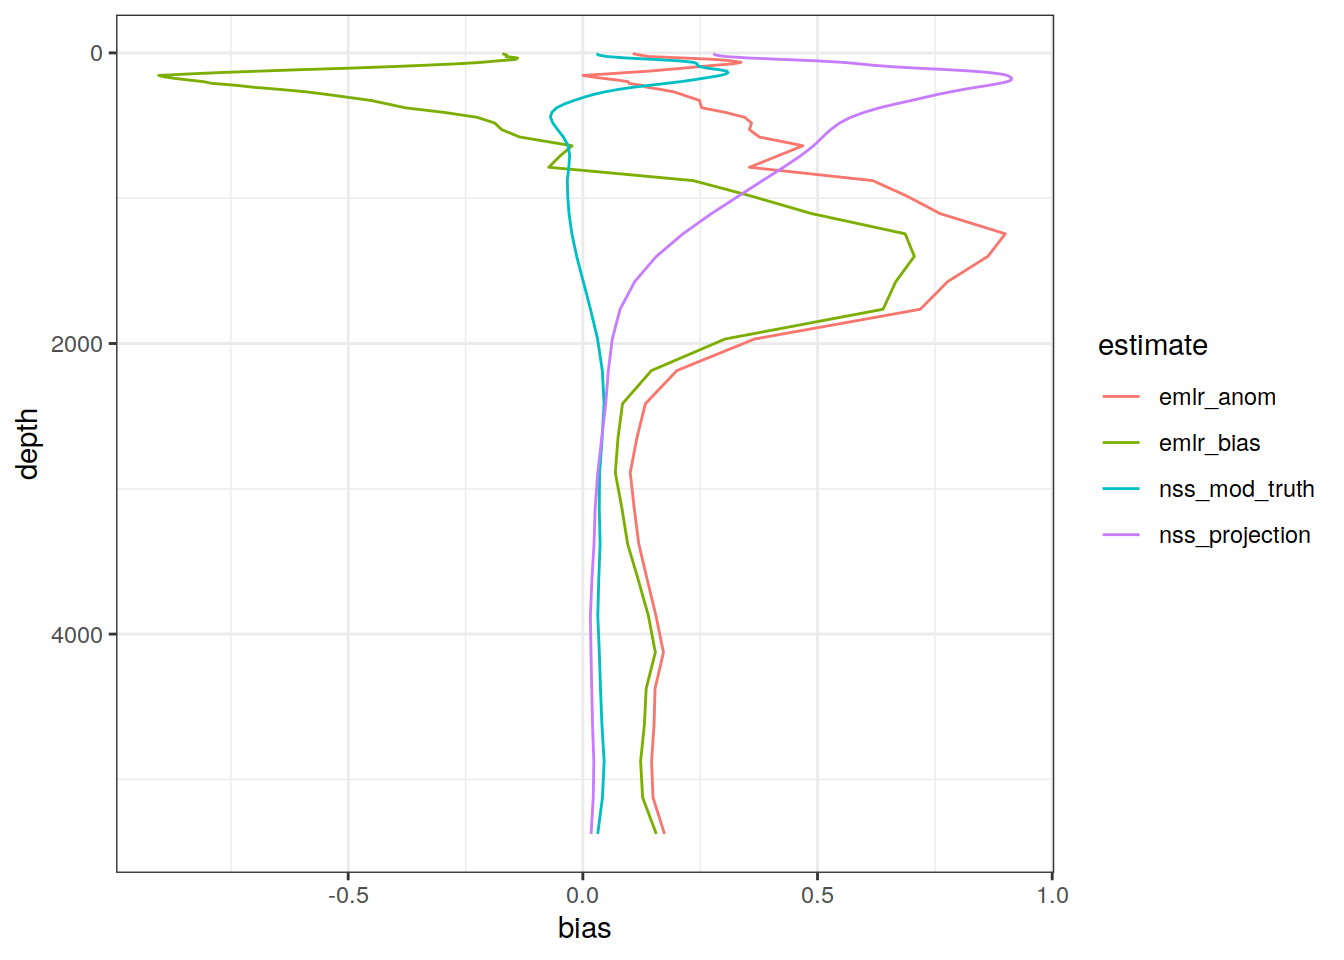 0
2000
4000
depth
-0.5
0.0
0.5
1.0
bias
estimate
emlr_anom
emlr_bias
nss_mod_truth
nss_projection